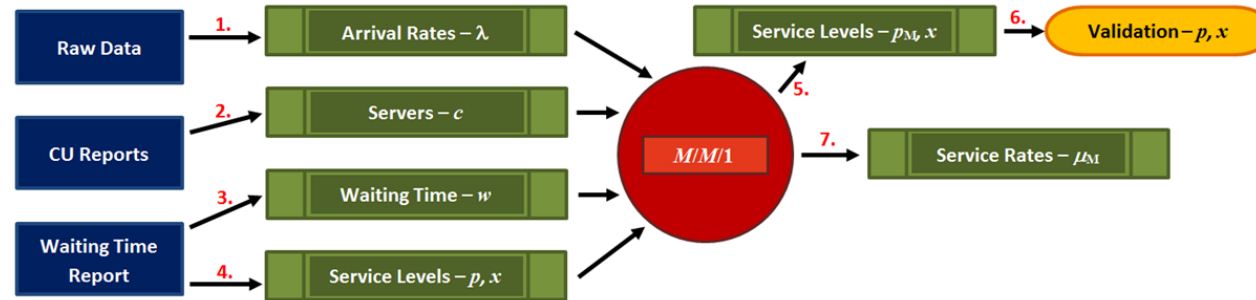 Raw Data
1.
Arrival Rates – λ
Service Levels – pM, x
6.
Validation – p, x
CU Reports
2.
Servers – c
5.
M/M/1
7.
Service Rates – μM
Waiting Time
Report
3.
Waiting Time – w
4.
Service Levels – p, x